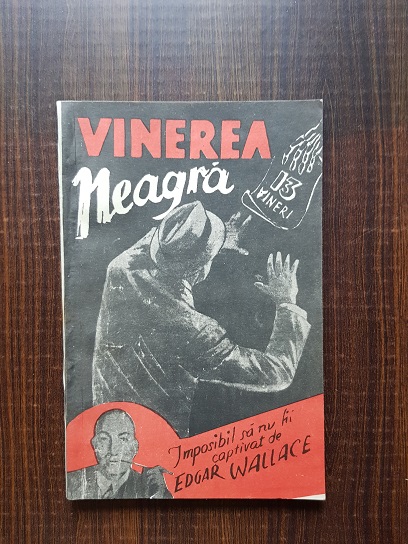 VINEREA
Neagră
13
VINERI
Imposibil să nu fii
captivat de
EDGAR WALLACE